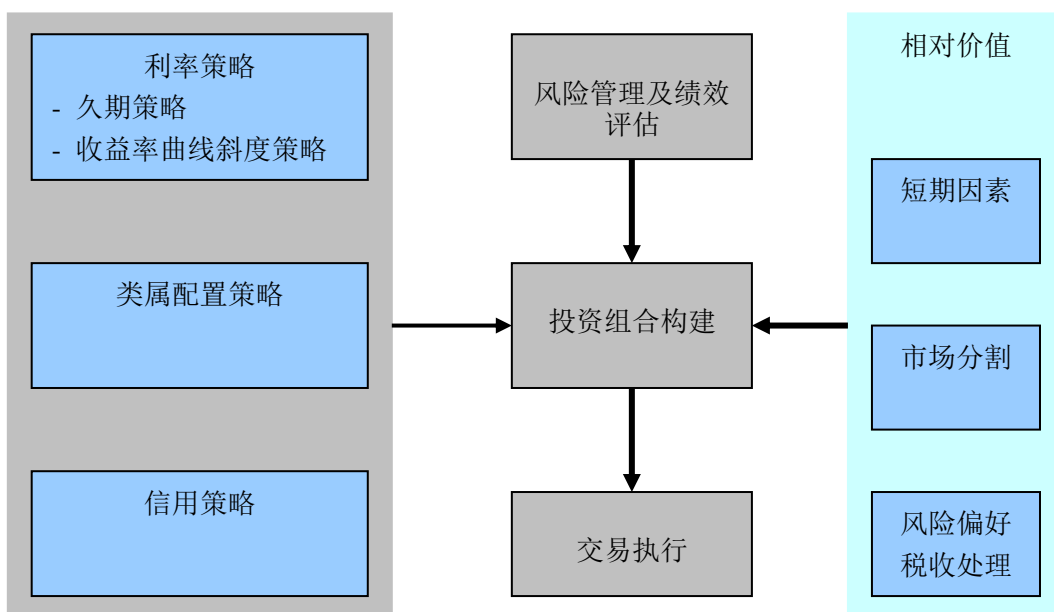 利率策略
- 久期策略
- 收益率曲线斜度策略
类属配置策略
信用策略
风险管理及绩效
评估
投资组合构建
交易执行
相对价值
短期因素
市场分割
风险偏好
税收处理